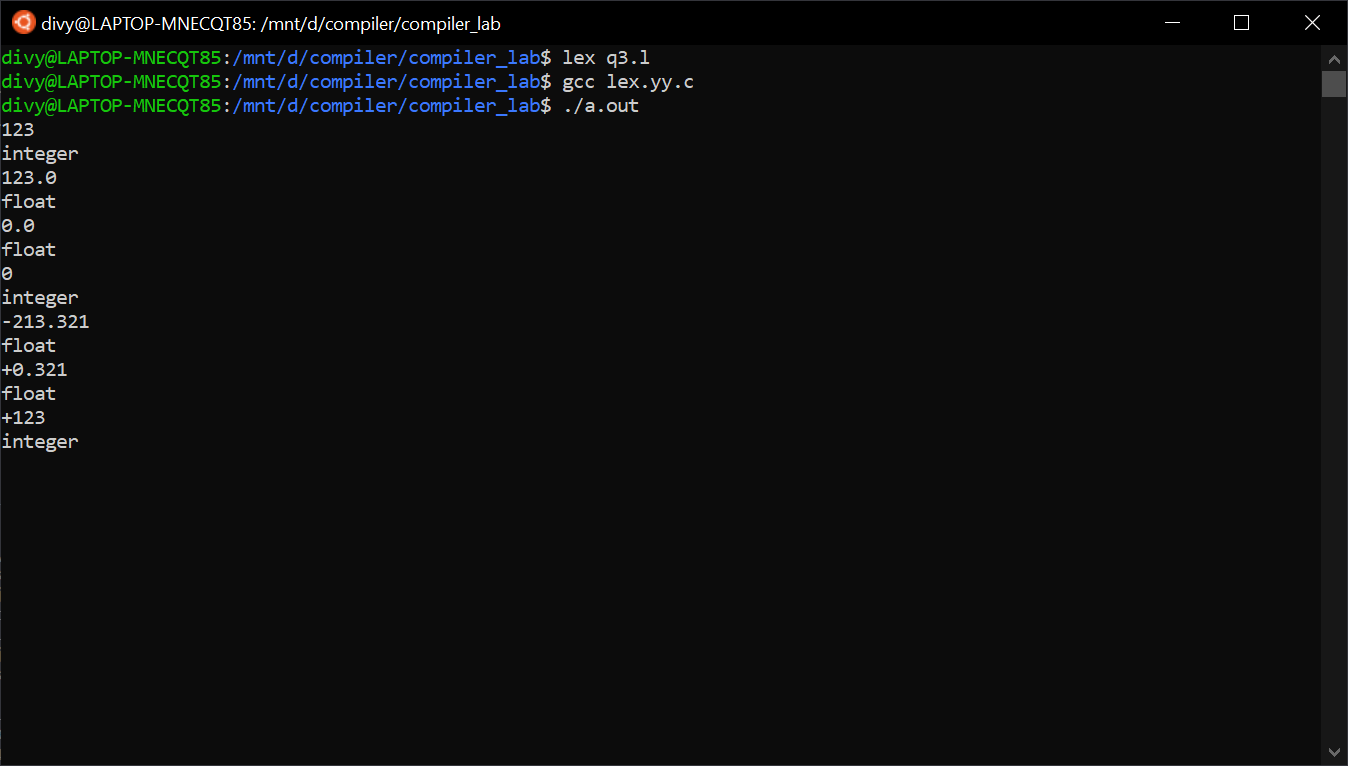 divy@LAPTOP-MNECQT85: /mnt/d/compiler/compiler_lab
divy@LAPTOP-MNECQT85:/mnt/d/compiler/compiler_lab$ lex q3.l
divy@LAPTOP-MNECQT85:/mnt/d/compiler/compiler_lab$ gcc lex.yy.c
divy@LAPTOP-MNECQT85:/mnt/d/compiler/compiler_lab$ ./a.out
123
integer
123.0
float
0.0
float
0
integer
-213.321
float
+0.321
float
+123
integer